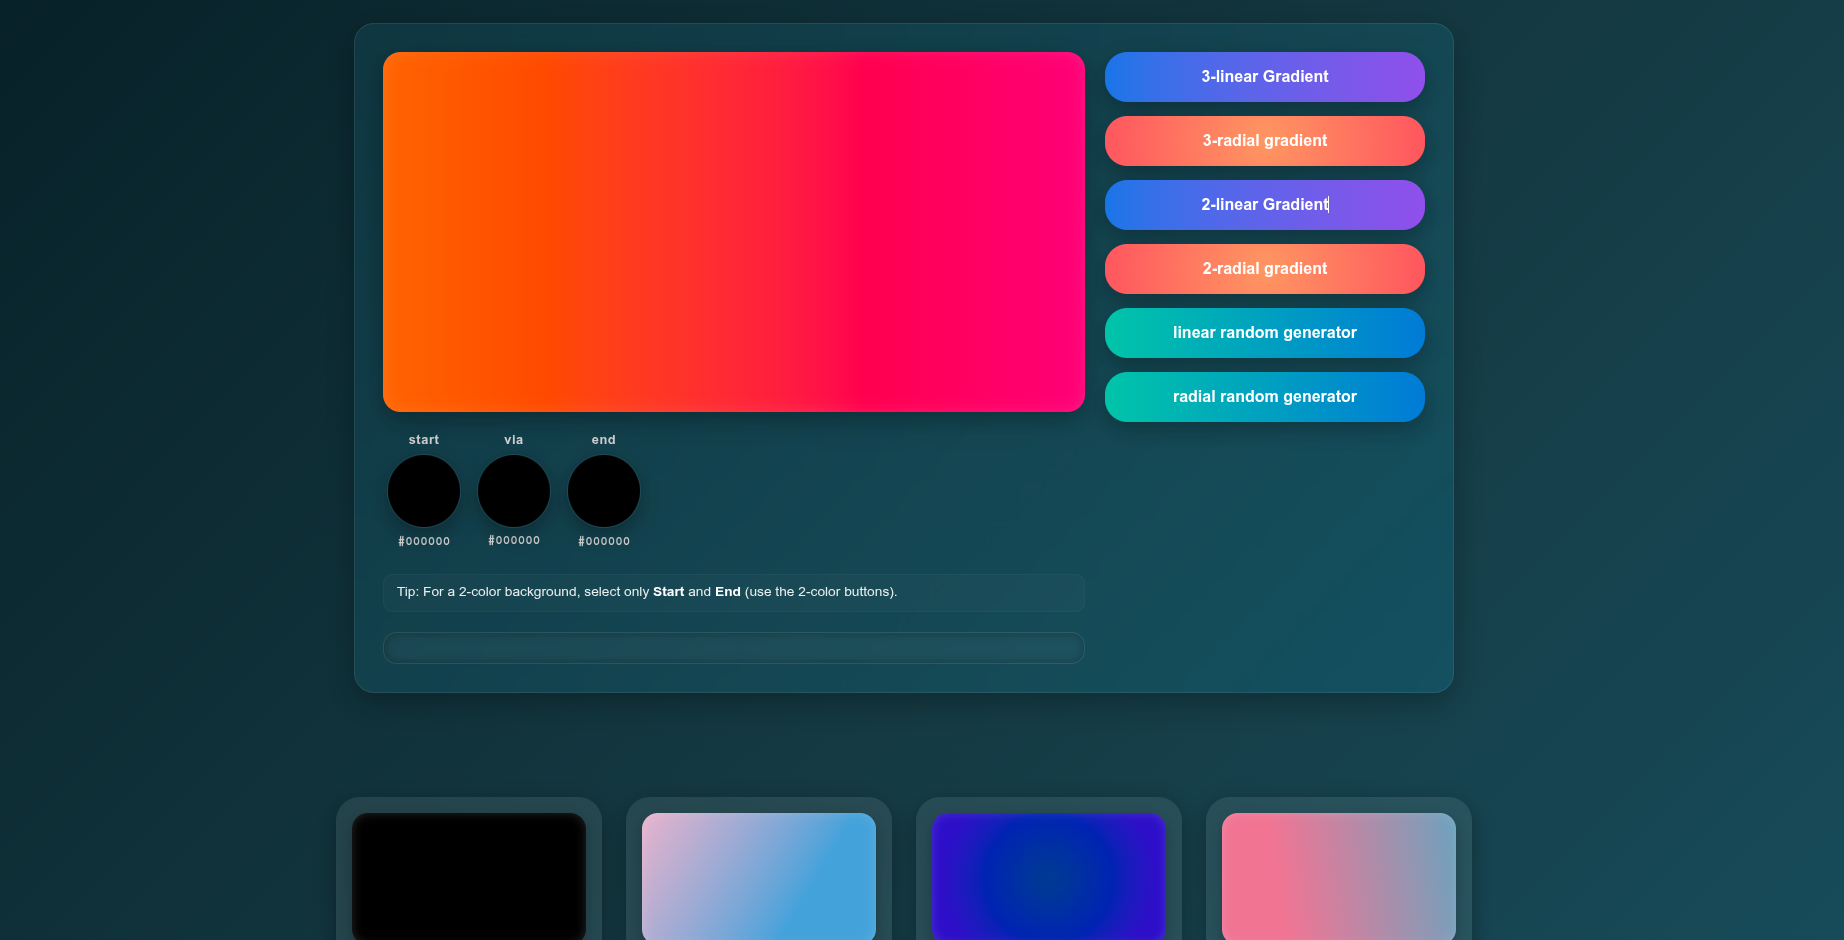 3-linear Gradient
3-radial gradient
2-linear Gradient
2-radial gradient
linear random generator
radial random generator
start via end
#000000 #000000 #000000
Tip: For a 2-color background, select only Start and End (use the 2-color buttons).